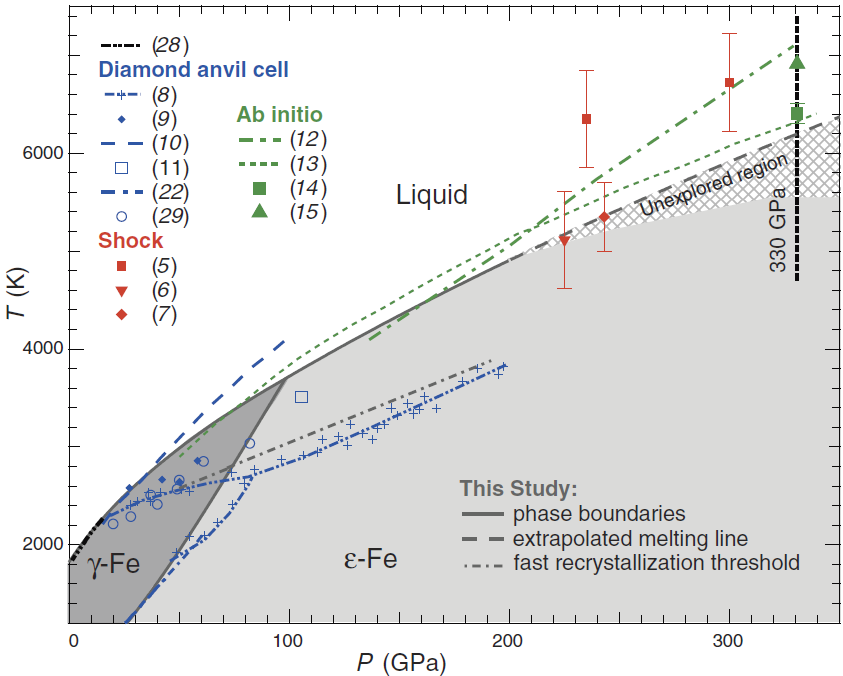 (28)
Diamond anvil cell
(8)
(9)
(10)
(11)
(22)
(29)
Shock
(5)
(6)
(7)
Ab initio
(12)
(13)
(14)
(15)
Liquid
Unexplored region
330 GPa
γ-Fe
ε-Fe
This Study:
phase boundaries
extrapolated melting line
fast recrystallization threshold
T (K)
6000
4000
2000
0
100
200
300
P (GPa)